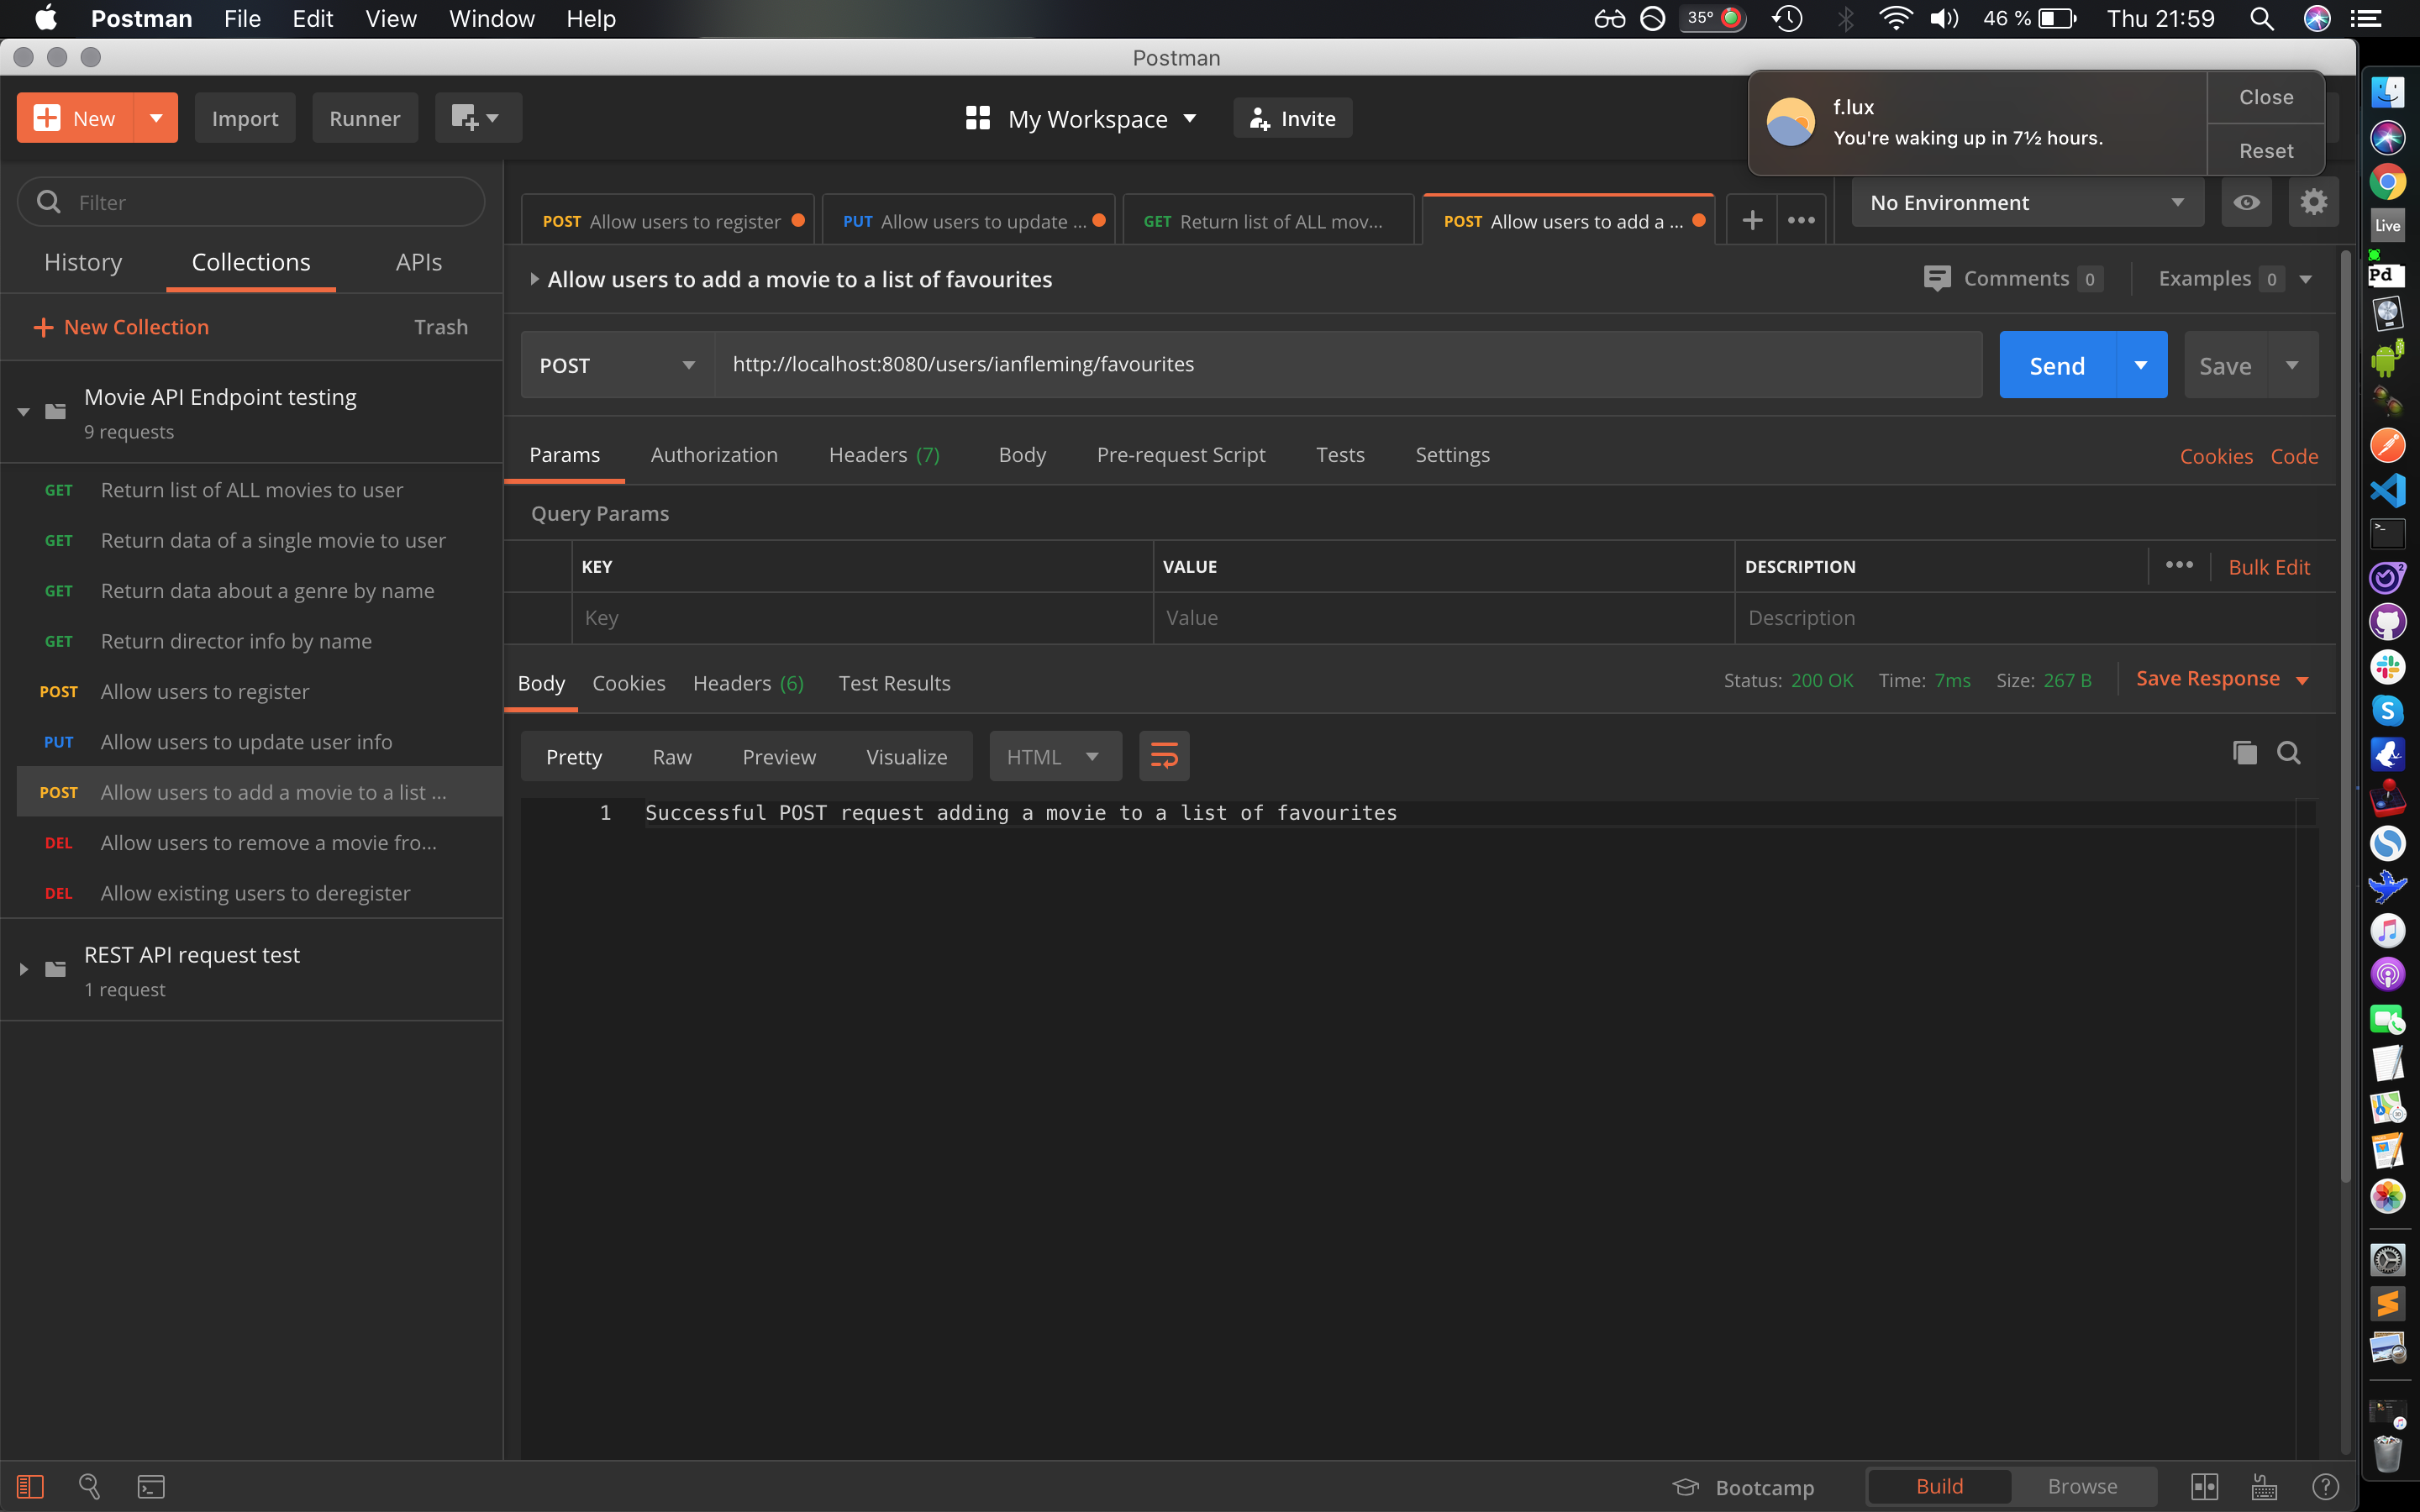 Postman File Edit View Window Help 35° 46 % Thu 21:59
Postman
New Import Runner My Workspace Invite
f.lux
You're waking up in 7½ hours.
Close
Reset
Filter
History Collections APIs
New Collection Trash
Movie API Endpoint testing
9 requests
GET Return list of ALL movies to user
GET Return data of a single movie to user
GET Return data about a genre by name
GET Return director info by name
POST Allow users to register
PUT Allow users to update user info
POST Allow users to add a movie to a list ...
DEL Allow users to remove a movie fro...
DEL Allow existing users to deregister
REST API request test
1 request
POST Allow users to register PUT Allow users to update ... GET Return list of ALL mov... POST Allow users to add a ... No Environment
Allow users to add a movie to a list of favourites Comments 0 Examples 0
POST http://localhost:8080/users/ianfleming/favourites Send Save
Params Authorization Headers (7) Body Pre-request Script Tests Settings Cookies Code
Query Params
KEY VALUE DESCRIPTION Bulk Edit
Key Value Description
Body Cookies Headers (6) Test Results Status: 200 OK Time: 7ms Size: 267 B Save Response
Pretty Raw Preview Visualize HTML
1 Successful POST request adding a movie to a list of favourites
Bootcamp Build Browse
Live
Pd